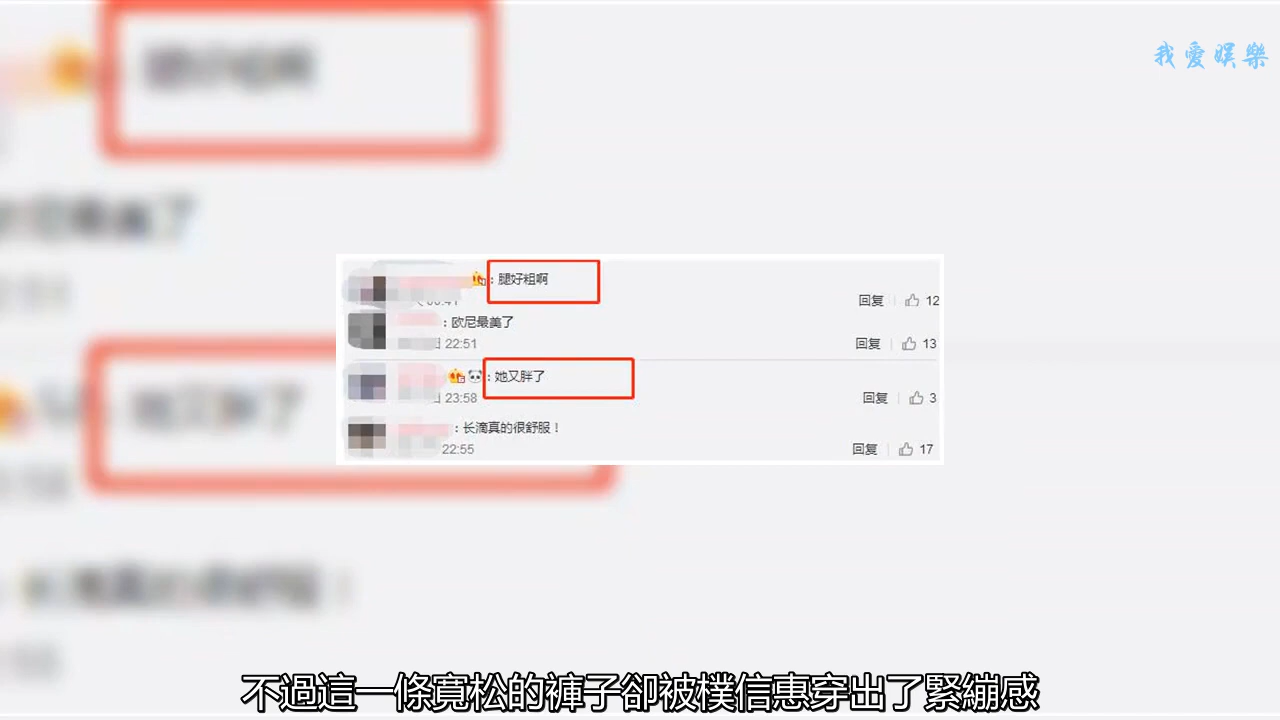 我愛娛樂
：腿好粗啊
回复 12
：欧尼最美了
22:51 回复 13
：她又胖了
23:58 回复 3
：长滴真的很舒服！
22:55 回复 17
不過這一條寬松的褲子卻被樸信惠穿出了緊繃感